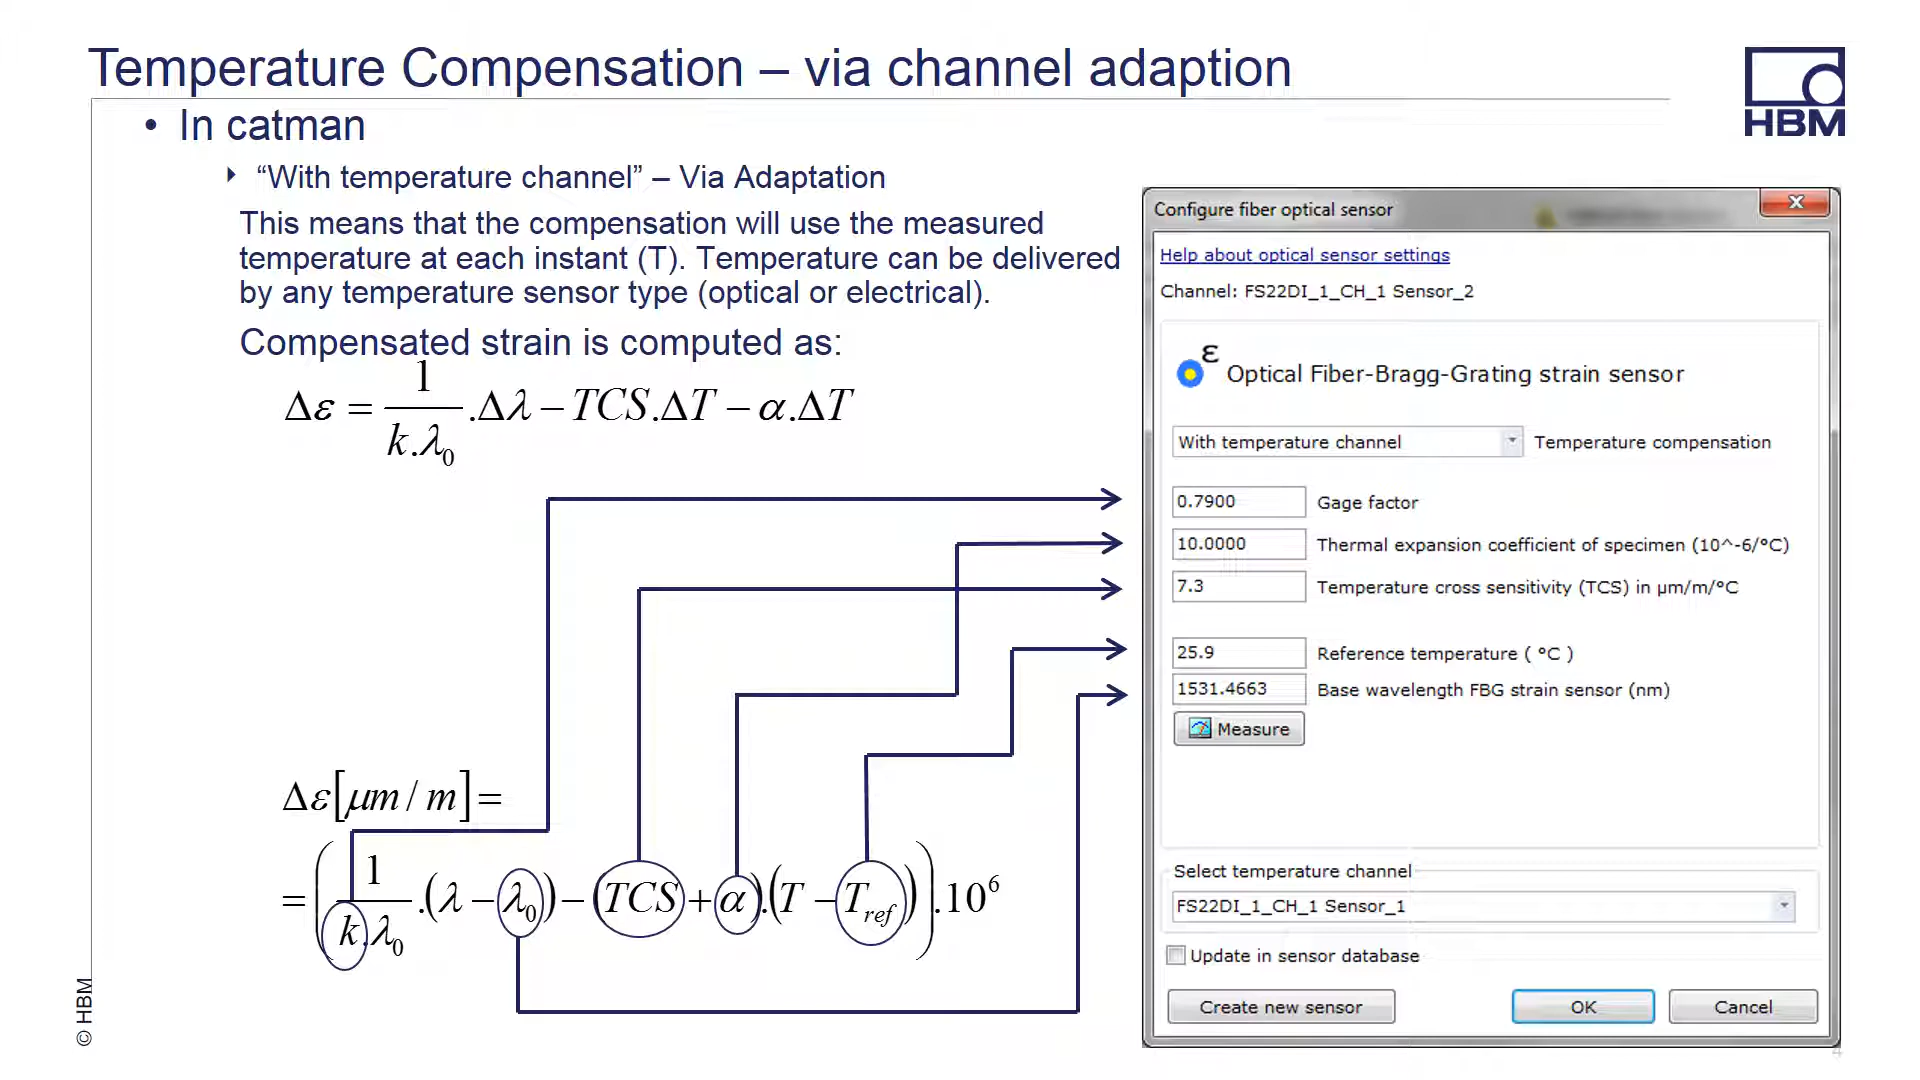 Temperature Compensation – via channel adaption
HBM
• In catman
“With temperature channel” – Via Adaptation
This means that the compensation will use the measured
temperature at each instant (T). Temperature can be delivered
by any temperature sensor type (optical or electrical).
Compensated strain is computed as:
Δε = 1/(k.λ₀) .Δλ – TCS.ΔT – α.ΔT
Δε[μm / m]=
= (1/(k.λ₀) .(λ – λ₀) – (TCS + α).(T – T_ref)).10⁶
© HBM
Configure fiber optical sensor
Help about optical sensor settings
Channel: FS22DI_1_CH_1 Sensor_2
ε
Optical Fiber-Bragg-Grating strain sensor
With temperature channel Temperature compensation
0.7900 Gage factor
10.0000 Thermal expansion coefficient of specimen (10^-6/°C)
7.3 Temperature cross sensitivity (TCS) in µm/m/°C
25.9 Reference temperature ( °C )
1531.4663 Base wavelength FBG strain sensor (nm)
Measure
Select temperature channel
FS22DI_1_CH_1 Sensor_1
Update in sensor database
Create new sensor OK Cancel
4